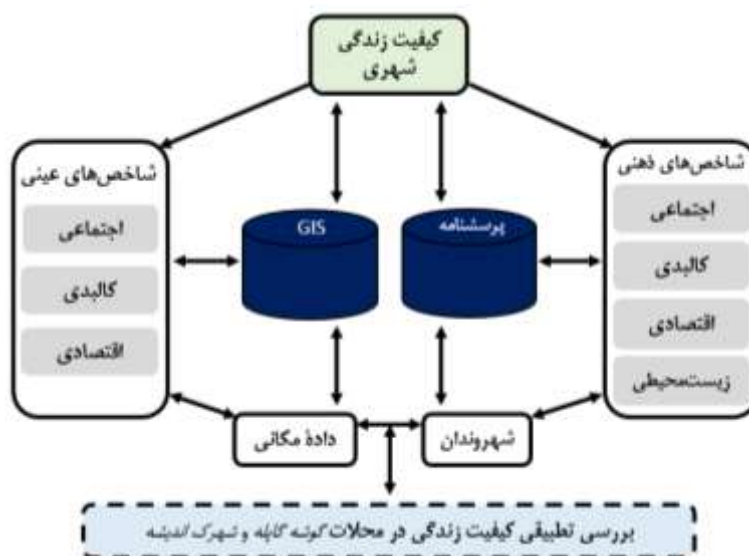 کیفیت زندگی
شهری
شاخص‌های ذهنی
اجتماعی
کالبدی
اقتصادی
زیست‌محیطی
پرسشنامه
GIS
شاخص‌های عینی
اجتماعی
کالبدی
اقتصادی
شهروندان
دادهٔ مکانی
بررسی تطبیقی کیفیت زندگی در محلات گوشه گابله و شهرک اندیشه